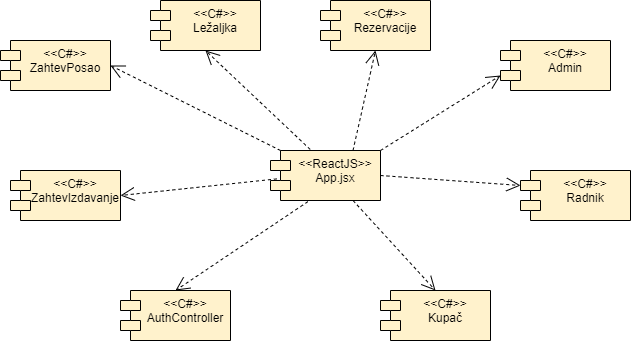 <<C#>>
Ležaljka
<<C#>>
Rezervacije
<<C#>>
ZahtevPosao
<<C#>>
Admin
<<ReactJS>>
App.jsx
<<C#>>
ZahtevIzdavanje
<<C#>>
Radnik
<<C#>>
AuthController
<<C#>>
Kupač